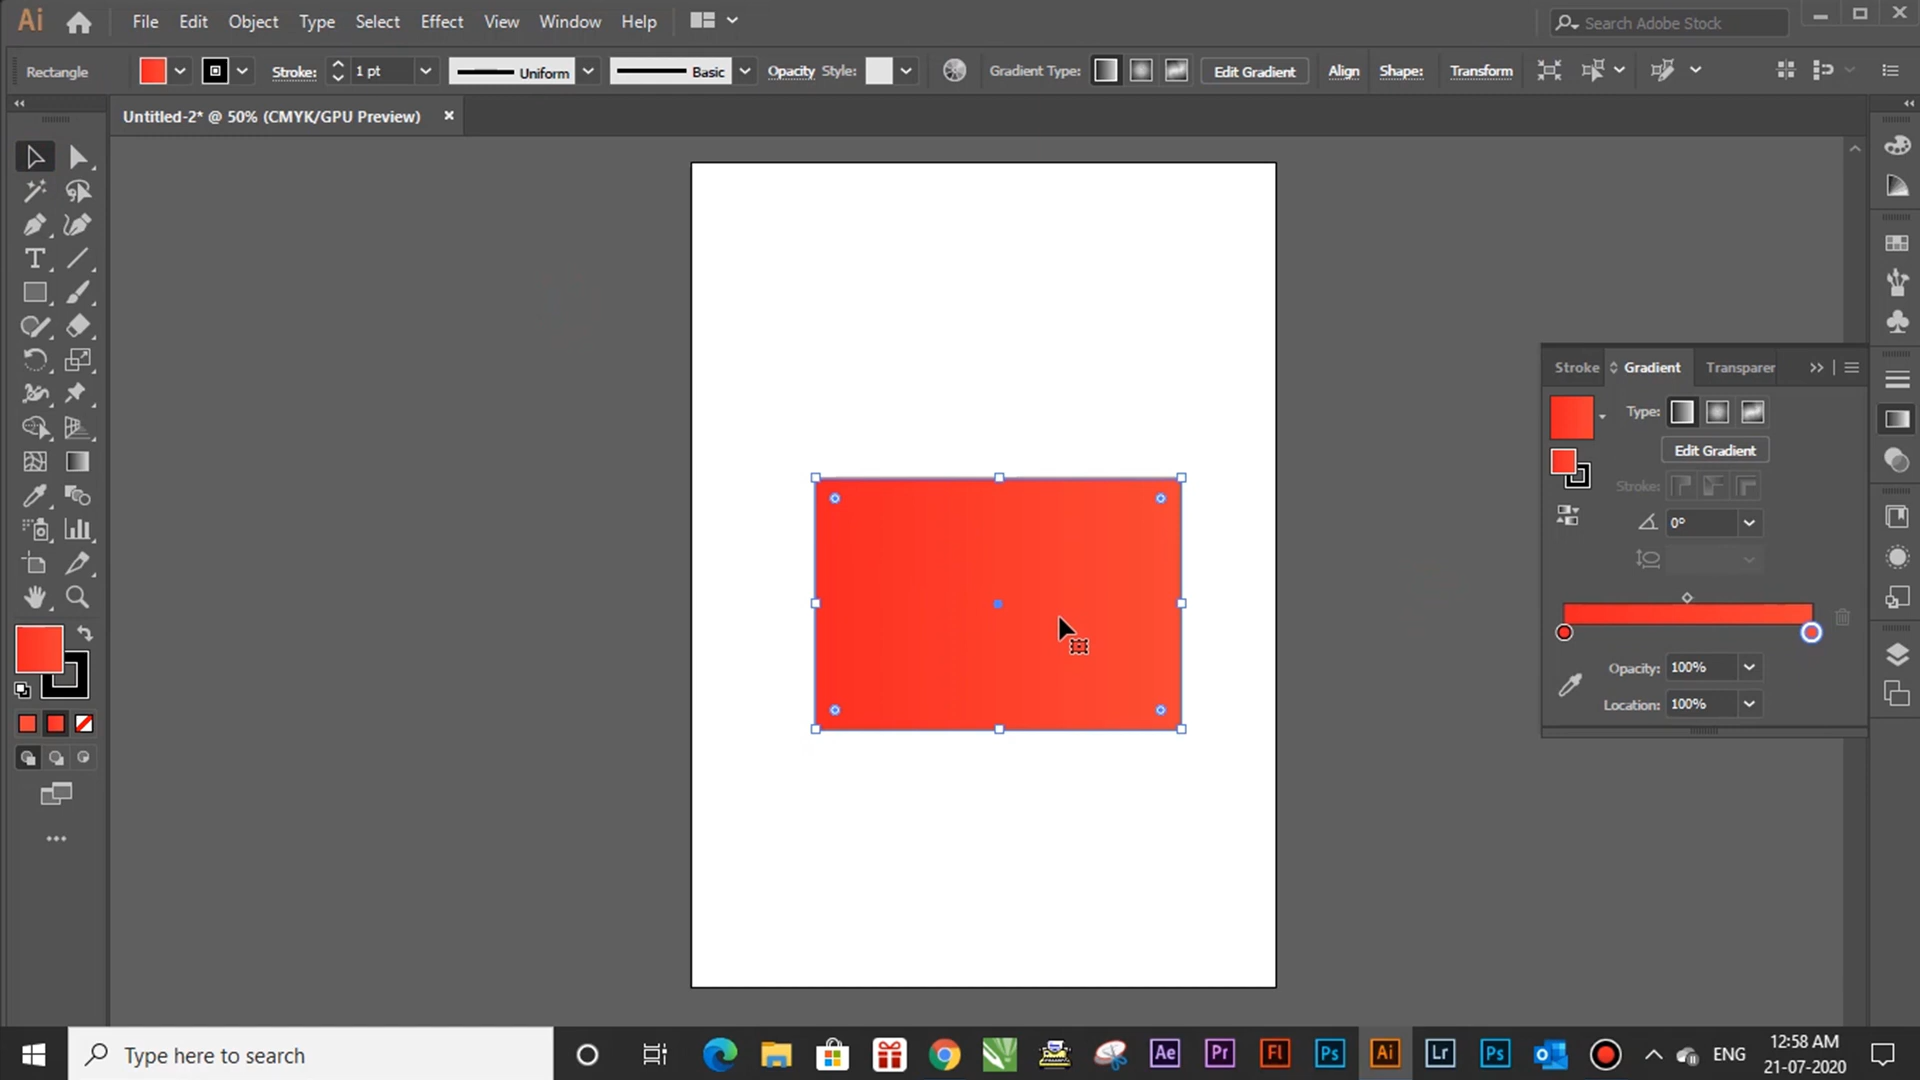 Ai File Edit Object Type Select Effect View Window Help Search Adobe Stock
Rectangle Stroke: 1 pt Uniform Basic Opacity Style: Gradient Type: Edit Gradient Align Shape: Transform
Untitled-2* @ 50% (CMYK/GPU Preview) ×
Stroke Gradient Transparer
Type:
Edit Gradient
Stroke:
0°
Opacity: 100%
Location: 100%
Type here to search Ae Pr Fl Ps Ai Lr Ps ENG 12:58 AM
21-07-2020